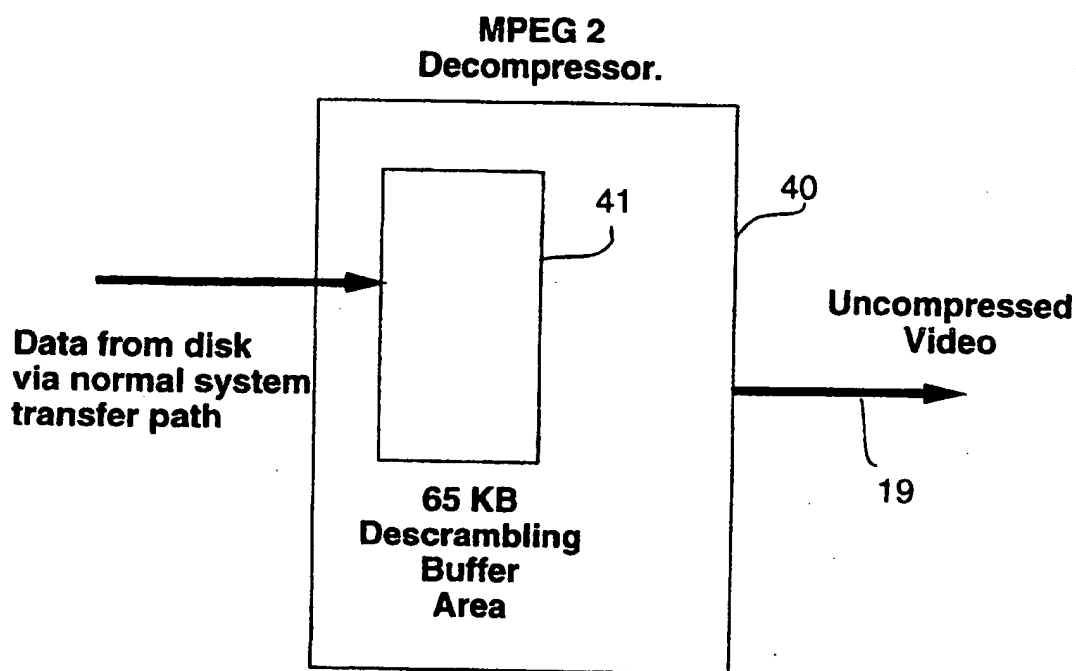 MPEG 2
Decompressor.
41
40
Data from disk
via normal system
transfer path
Uncompressed
Video
19
65 KB
Descrambling
Buffer
Area